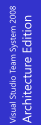 Visual Studio Team System 2008
Architecture Edition